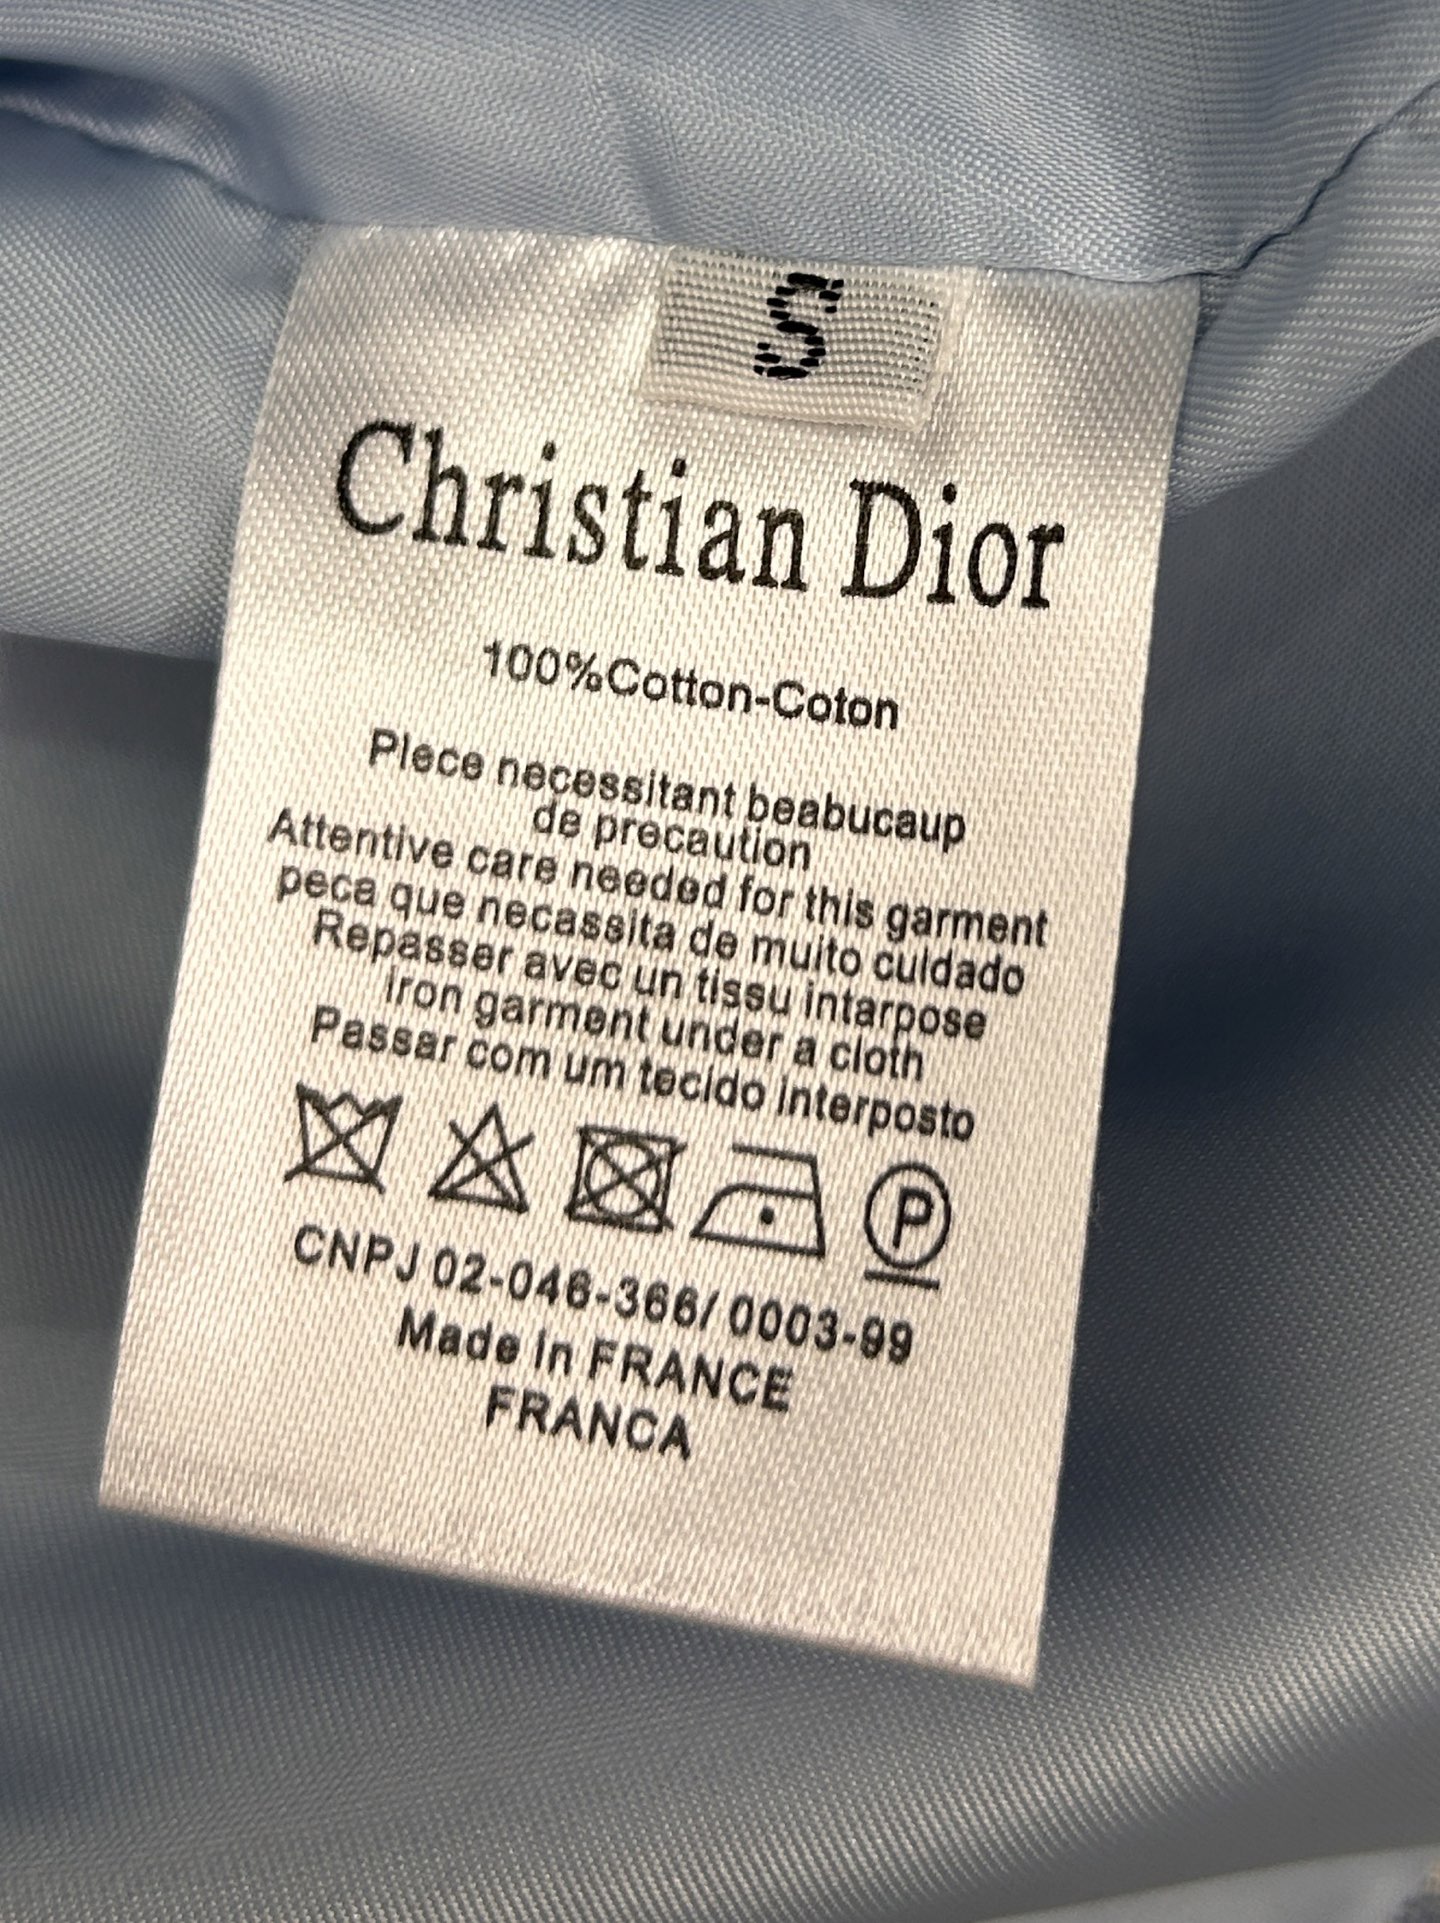 S
Christian Dior
100%Cotton-Coton
Plece necessitant beabucaup
de precaution
Attentive care needed for this garment
peca que necassita de muito culdado
Repasser avec un tissu intarpose
iron garment under a cloth
Passar com um tecido interposto
P
CNPJ 02-046-366/ 0003-99
Made in FRANCE
FRANCA